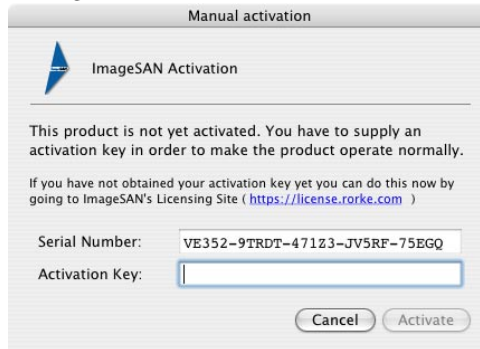 Manual activation
ImageSAN Activation
This product is not yet activated. You have to supply an
activation key in order to make the product operate normally.
If you have not obtained your activation key yet you can do this now by
going to ImageSAN's Licensing Site ( https://license.rorke.com )
Serial Number: VE352-9TRDT-471Z3-JV5RF-75EGQ
Activation Key:
Cancel Activate